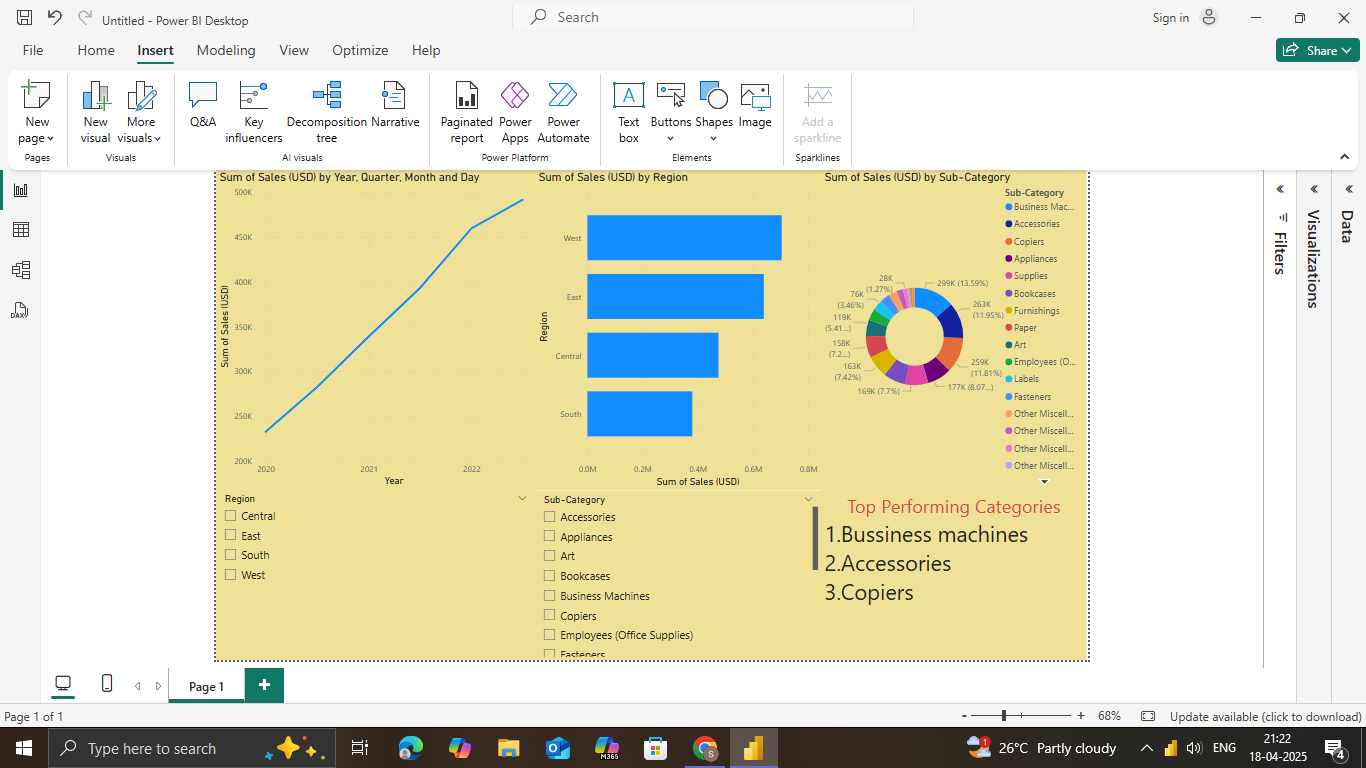 Untitled - Power BI Desktop
Search
Sign in
File Home Insert Modeling View Optimize Help
Share
New page
New visual
More visuals
Q&A
Key influencers
Decomposition tree
Narrative
Paginated report
Power Apps
Power Automate
Text box
Buttons
Shapes
Image
Add a sparkline
Pages
Visuals
AI visuals
Power Platform
Elements
Sparklines
Sum of Sales (USD) by Year, Quarter, Month and Day
500K
450K
400K
350K
300K
250K
200K
Sum of Sales (USD)
2020 2021 2022
Year
Sum of Sales (USD) by Region
Region
West
East
Central
South
0.0M 0.2M 0.4M 0.6M 0.8M
Sum of Sales (USD)
Sum of Sales (USD) by Sub-Category
28K
(1.27%)
76K
(3.46%)
119K
(5.41...)
158K
(7.2...)
163K
(7.42%)
169K (7.7%)
299K (13.59%)
263K
(11.95%)
259K
(11.81%)
177K (8.07...)
Sub-Category
Business Mac...
Accessories
Copiers
Appliances
Supplies
Bookcases
Furnishings
Paper
Art
Employees (O...
Labels
Fasteners
Other Miscell...
Other Miscell...
Other Miscell...
Other Miscell...
Filters
Visualizations
Data
Region
Central
East
South
West
Sub-Category
Accessories
Appliances
Art
Bookcases
Business Machines
Copiers
Employees (Office Supplies)
Fasteners
Top Performing Categories
1.Bussiness machines
2.Accessories
3.Copiers
Page 1
Page 1 of 1
68%
Update available (click to download)
Type here to search
M365
S
1
26°C Partly cloudy
ENG
21:22
18-04-2025
4
DAX